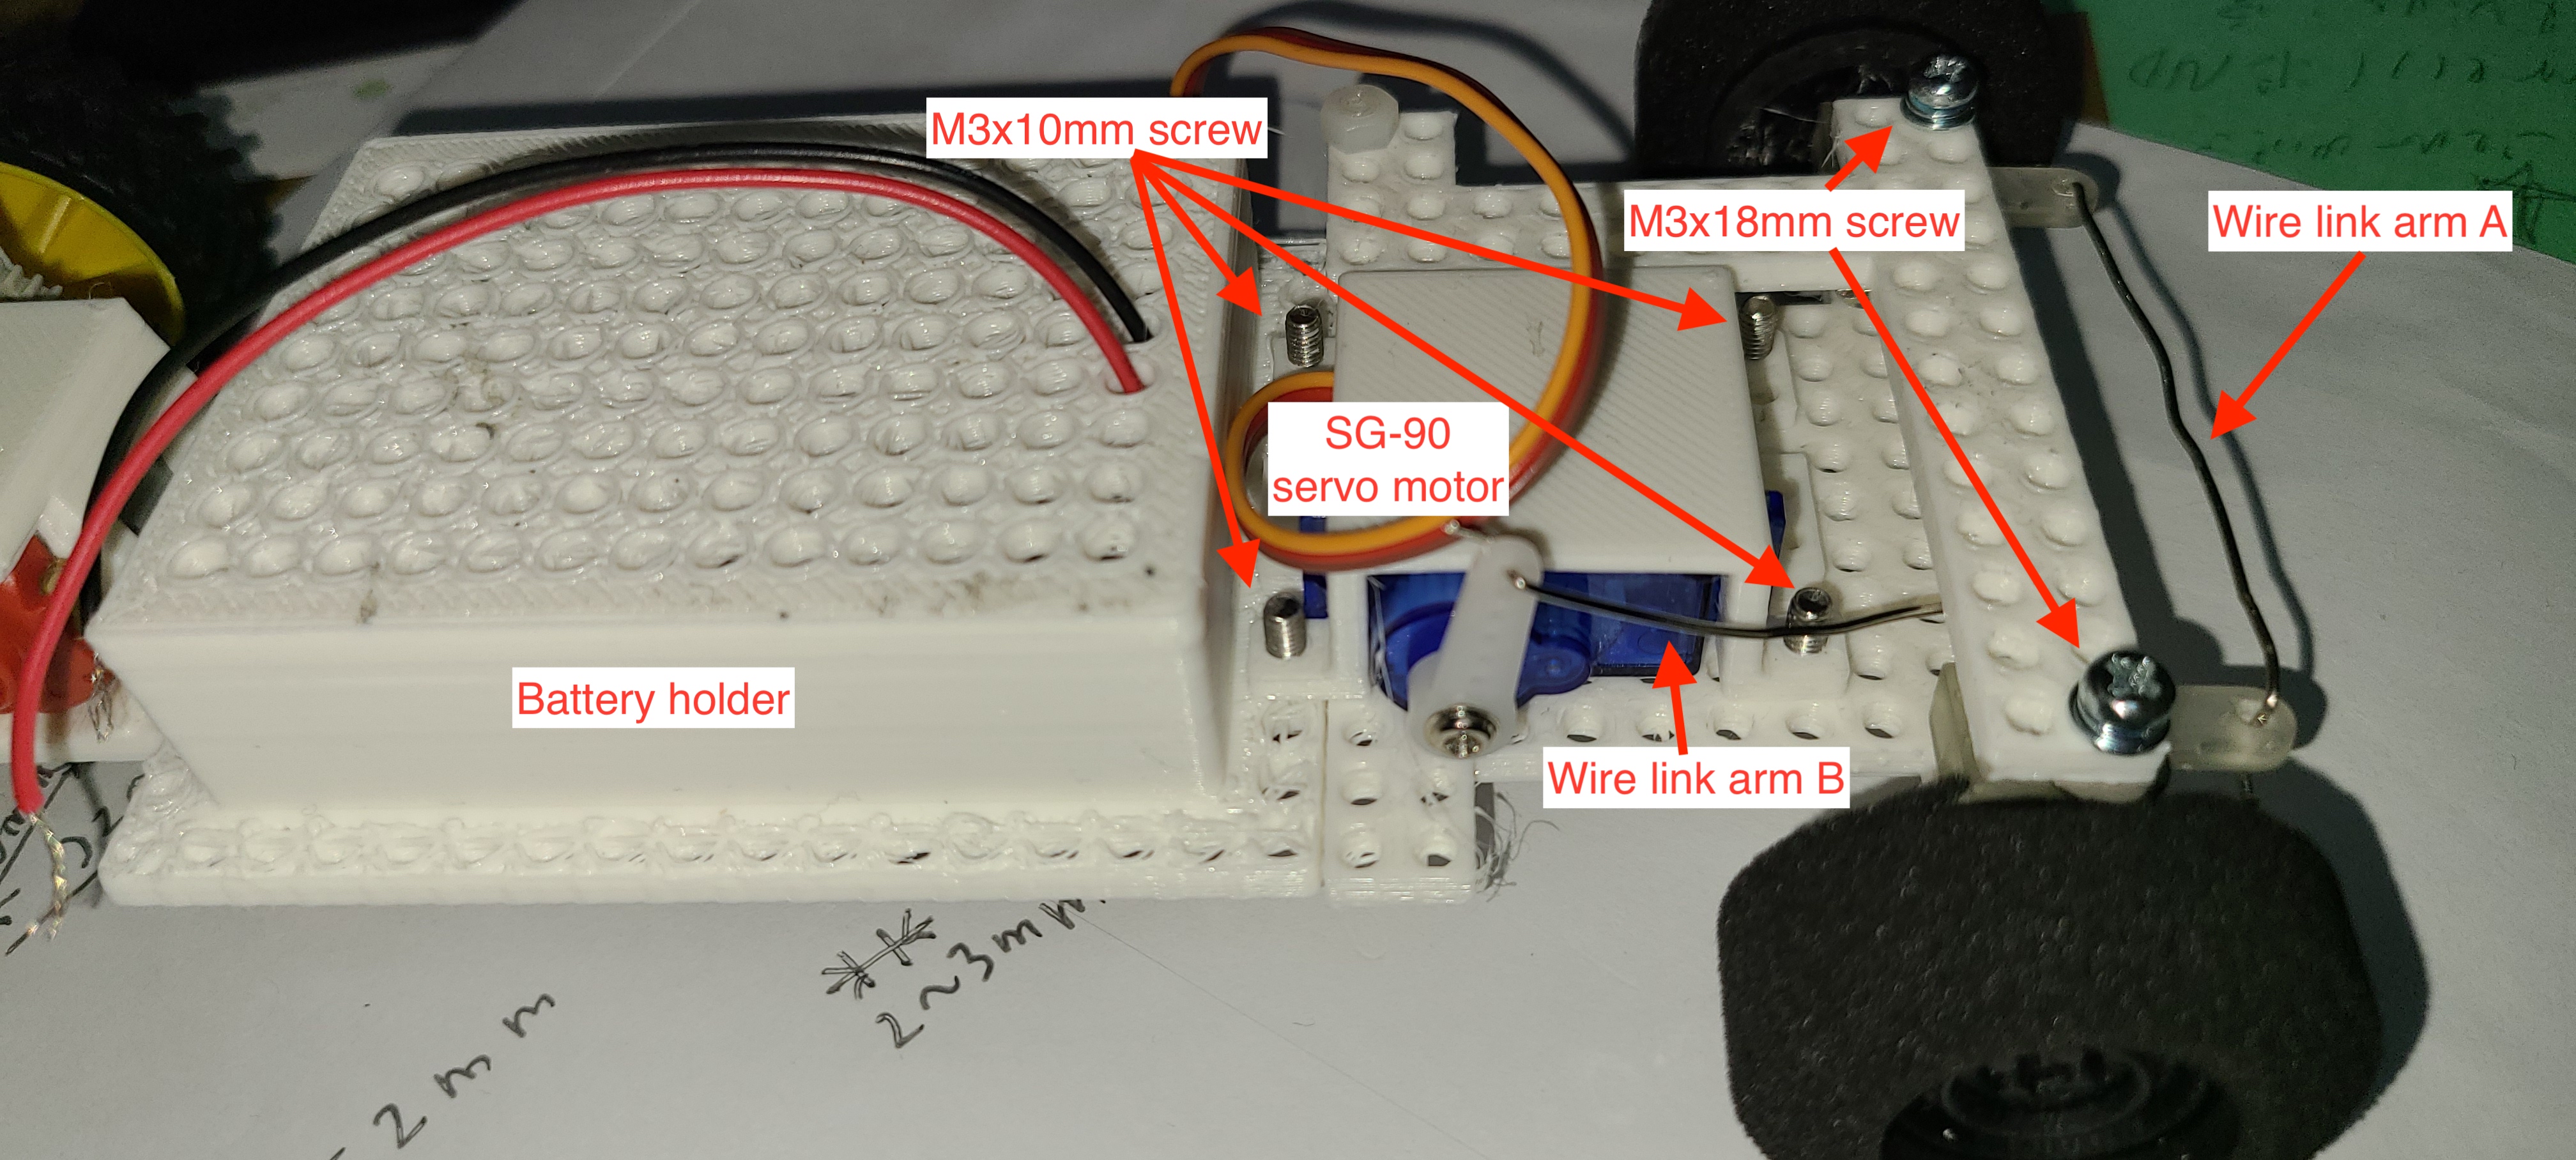 M3x10mm screw
M3x18mm screw
Wire link arm A
SG-90
servo motor
Battery holder
Wire link arm B
2~3mm
2mm